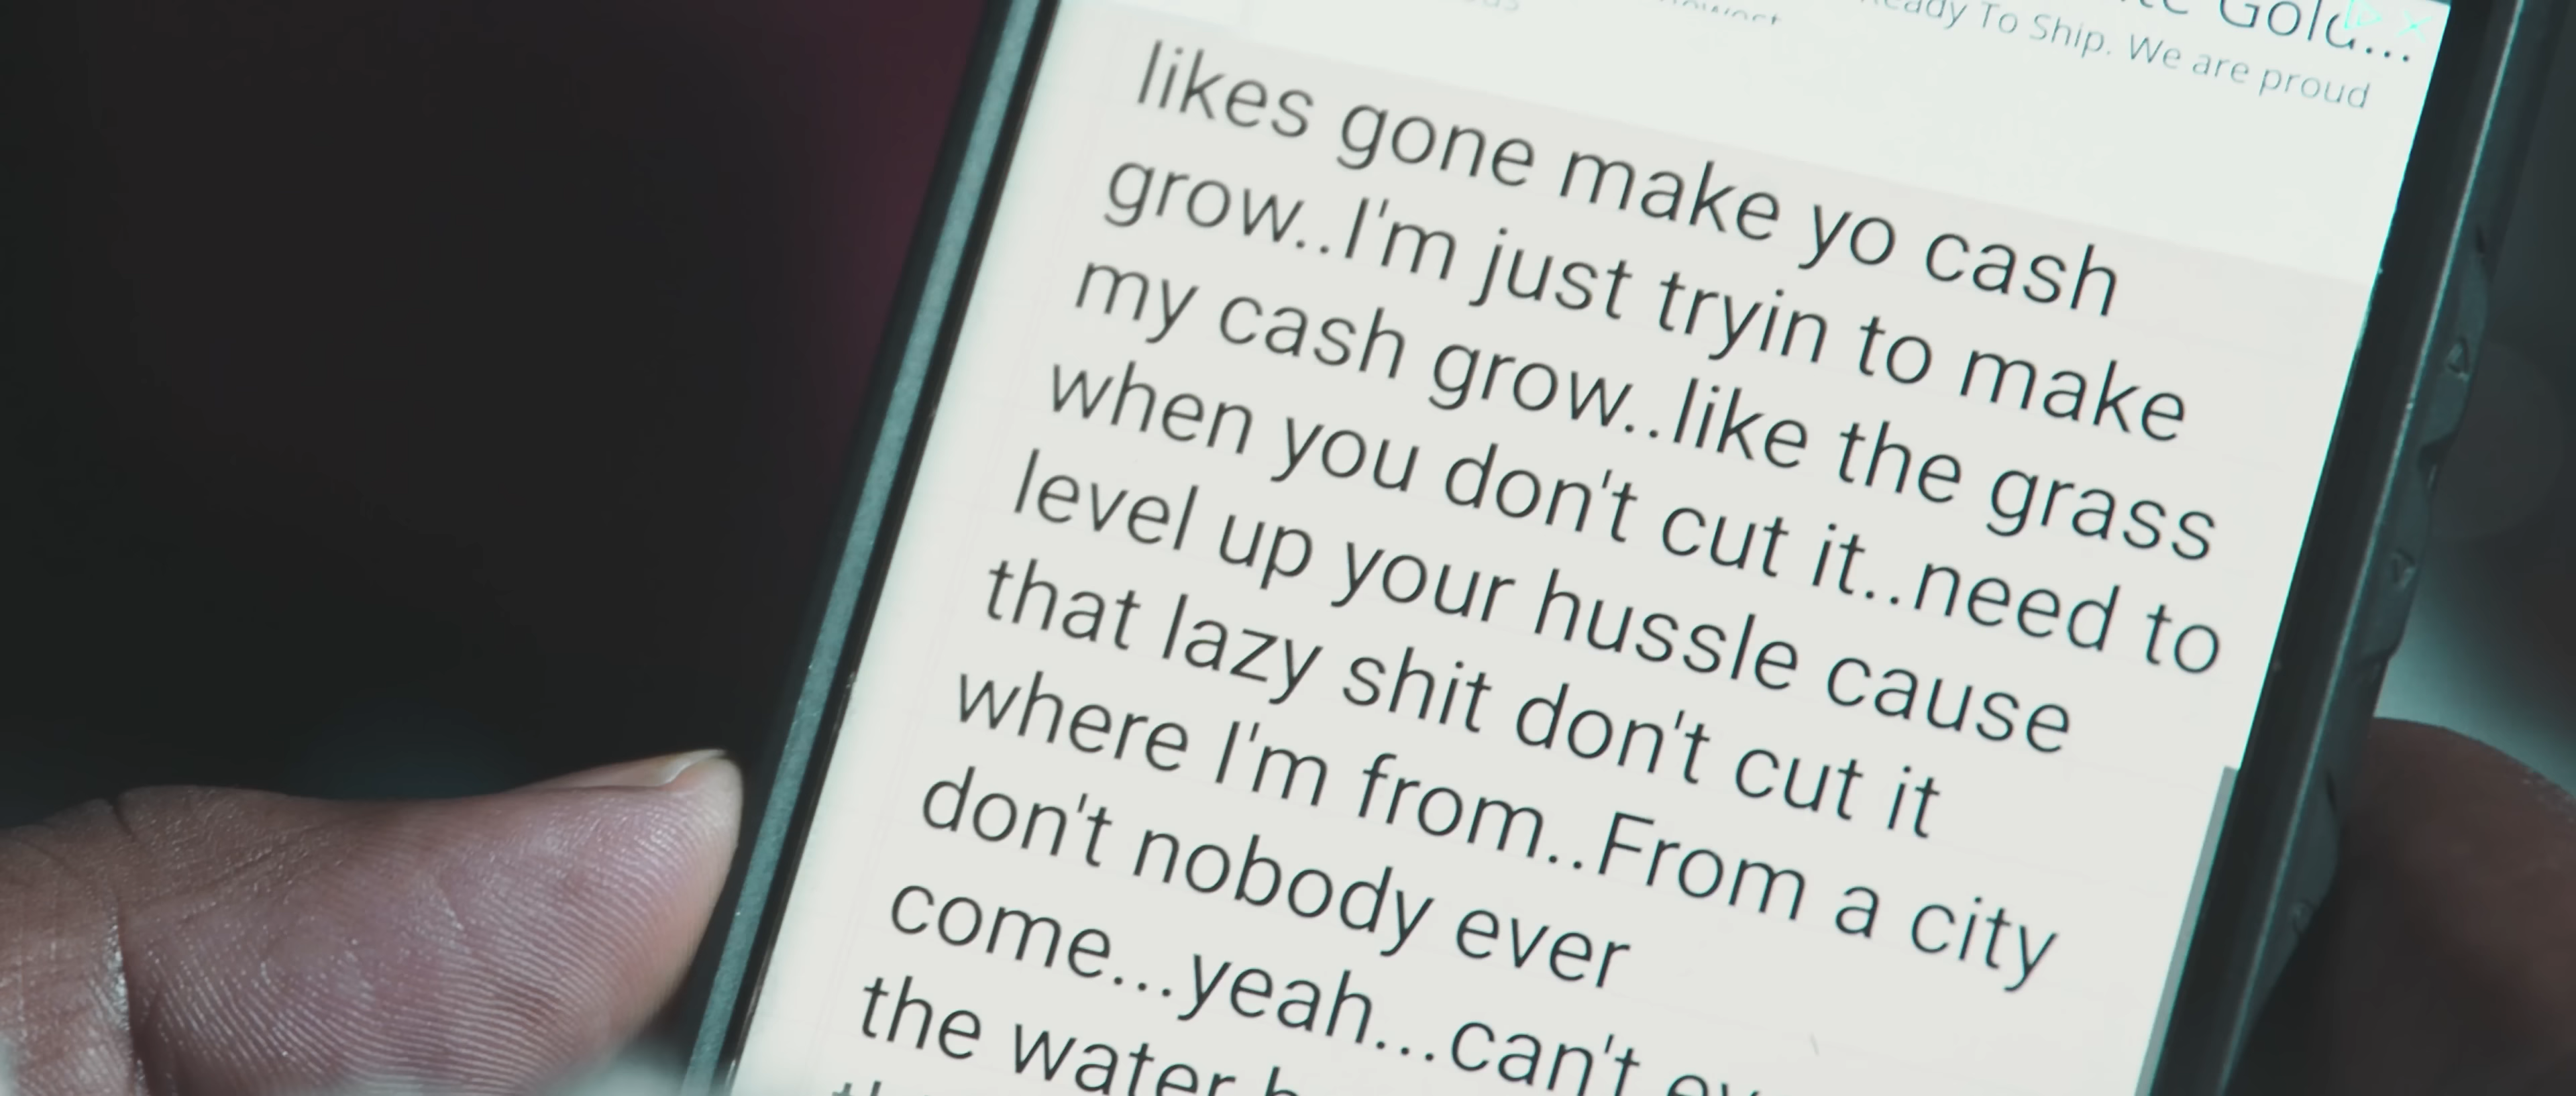 Gold...
To Ship. We are proud
likes gone make yo cash
grow..I'm just tryin to make
my cash grow..like the grass
when you don't cut it..need to
level up your hussle cause
that lazy shit don't cut it
where I'm from..From a city
don't nobody ever
come...yeah...can't
the water